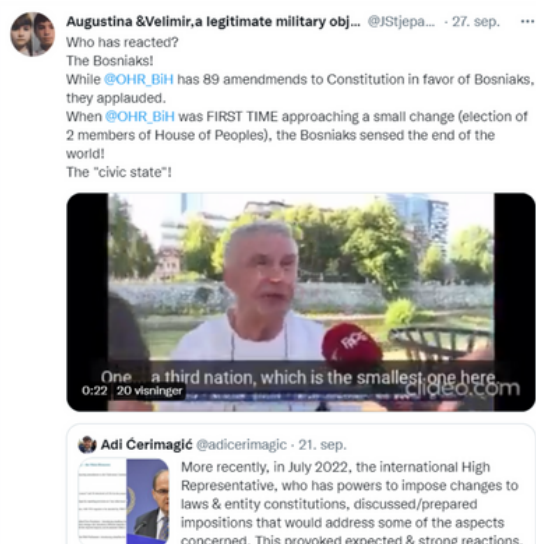 Augustina &Velimir,a legitimate military obj... @JStjepa... · 27. sep.
Who has reacted?
The Bosniaks!
While @OHR_BiH has 89 amendmends to Constitution in favor of Bosniaks,
they applauded.
When @OHR_BiH was FIRST TIME approaching a small change (election of
2 members of House of Peoples), the Bosniaks sensed the end of the
world!
The "civic state"!
FACE
One... a third nation, which is the smallest one here
0:22 20 visninger
clideo.com
Adi Ćerimagić @adicerimagic · 21. sep.
More recently, in July 2022, the international High
Representative, who has powers to impose changes to
laws & entity constitutions, discussed/prepared
impositions that would address some of the aspects
concerned. This provoked expected & strong reactions.